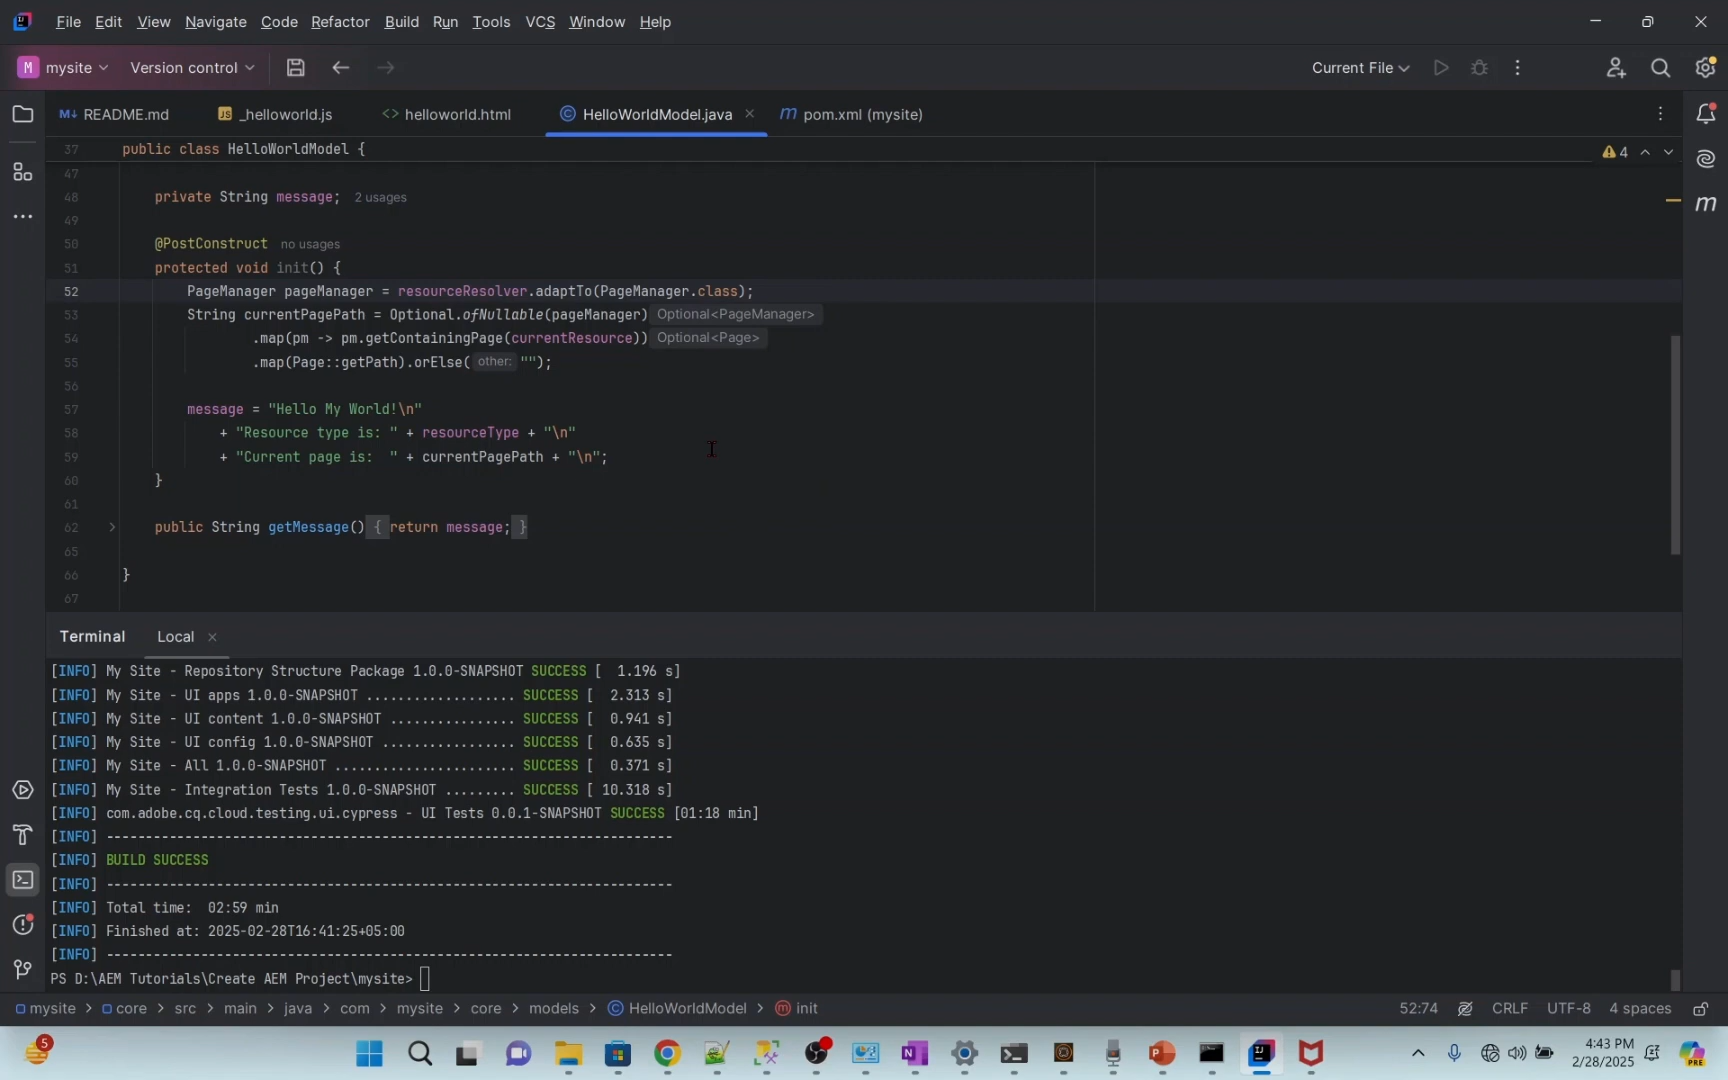 File Edit View Navigate Code Refactor Build Run Tools VCS Window Help
M mysite Version control Current File
README.md _helloworld.js helloworld.html HelloWorldModel.java pom.xml (mysite)
37 public class HelloWorldModel {
4
47
48 private String message; 2 usages
49
50 @PostConstruct no usages
51 protected void init() {
52 PageManager pageManager = resourceResolver.adaptTo(PageManager.class);
53 String currentPagePath = Optional.ofNullable(pageManager) Optional<PageManager>
54 .map(pm -> pm.getContainingPage(currentResource)) Optional<Page>
55 .map(Page::getPath).orElse( other: "");
56
57 message = "Hello My World!\n"
58 + "Resource type is: " + resourceType + "\n"
59 + "Current page is:  " + currentPagePath + "\n";
60 }
61
62 public String getMessage() { return message; }
65
66 }
67
Terminal Local
[INFO] My Site - Repository Structure Package 1.0.0-SNAPSHOT SUCCESS [  1.196 s]
[INFO] My Site - UI apps 1.0.0-SNAPSHOT ................... SUCCESS [  2.313 s]
[INFO] My Site - UI content 1.0.0-SNAPSHOT ................ SUCCESS [  0.941 s]
[INFO] My Site - UI config 1.0.0-SNAPSHOT ................. SUCCESS [  0.635 s]
[INFO] My Site - All 1.0.0-SNAPSHOT ....................... SUCCESS [  0.371 s]
[INFO] My Site - Integration Tests 1.0.0-SNAPSHOT ......... SUCCESS [ 10.318 s]
[INFO] com.adobe.cq.cloud.testing.ui.cypress - UI Tests 0.0.1-SNAPSHOT SUCCESS [01:18 min]
[INFO] ------------------------------------------------------------------------
[INFO] BUILD SUCCESS
[INFO] ------------------------------------------------------------------------
[INFO] Total time:  02:59 min
[INFO] Finished at: 2025-02-28T16:41:25+05:00
[INFO] ------------------------------------------------------------------------
PS D:\AEM Tutorials\Create AEM Project\mysite>
mysite > core > src > main > java > com > mysite > core > models > HelloWorldModel > init 52:74 CRLF UTF-8 4 spaces
5 4:43 PM
2/28/2025